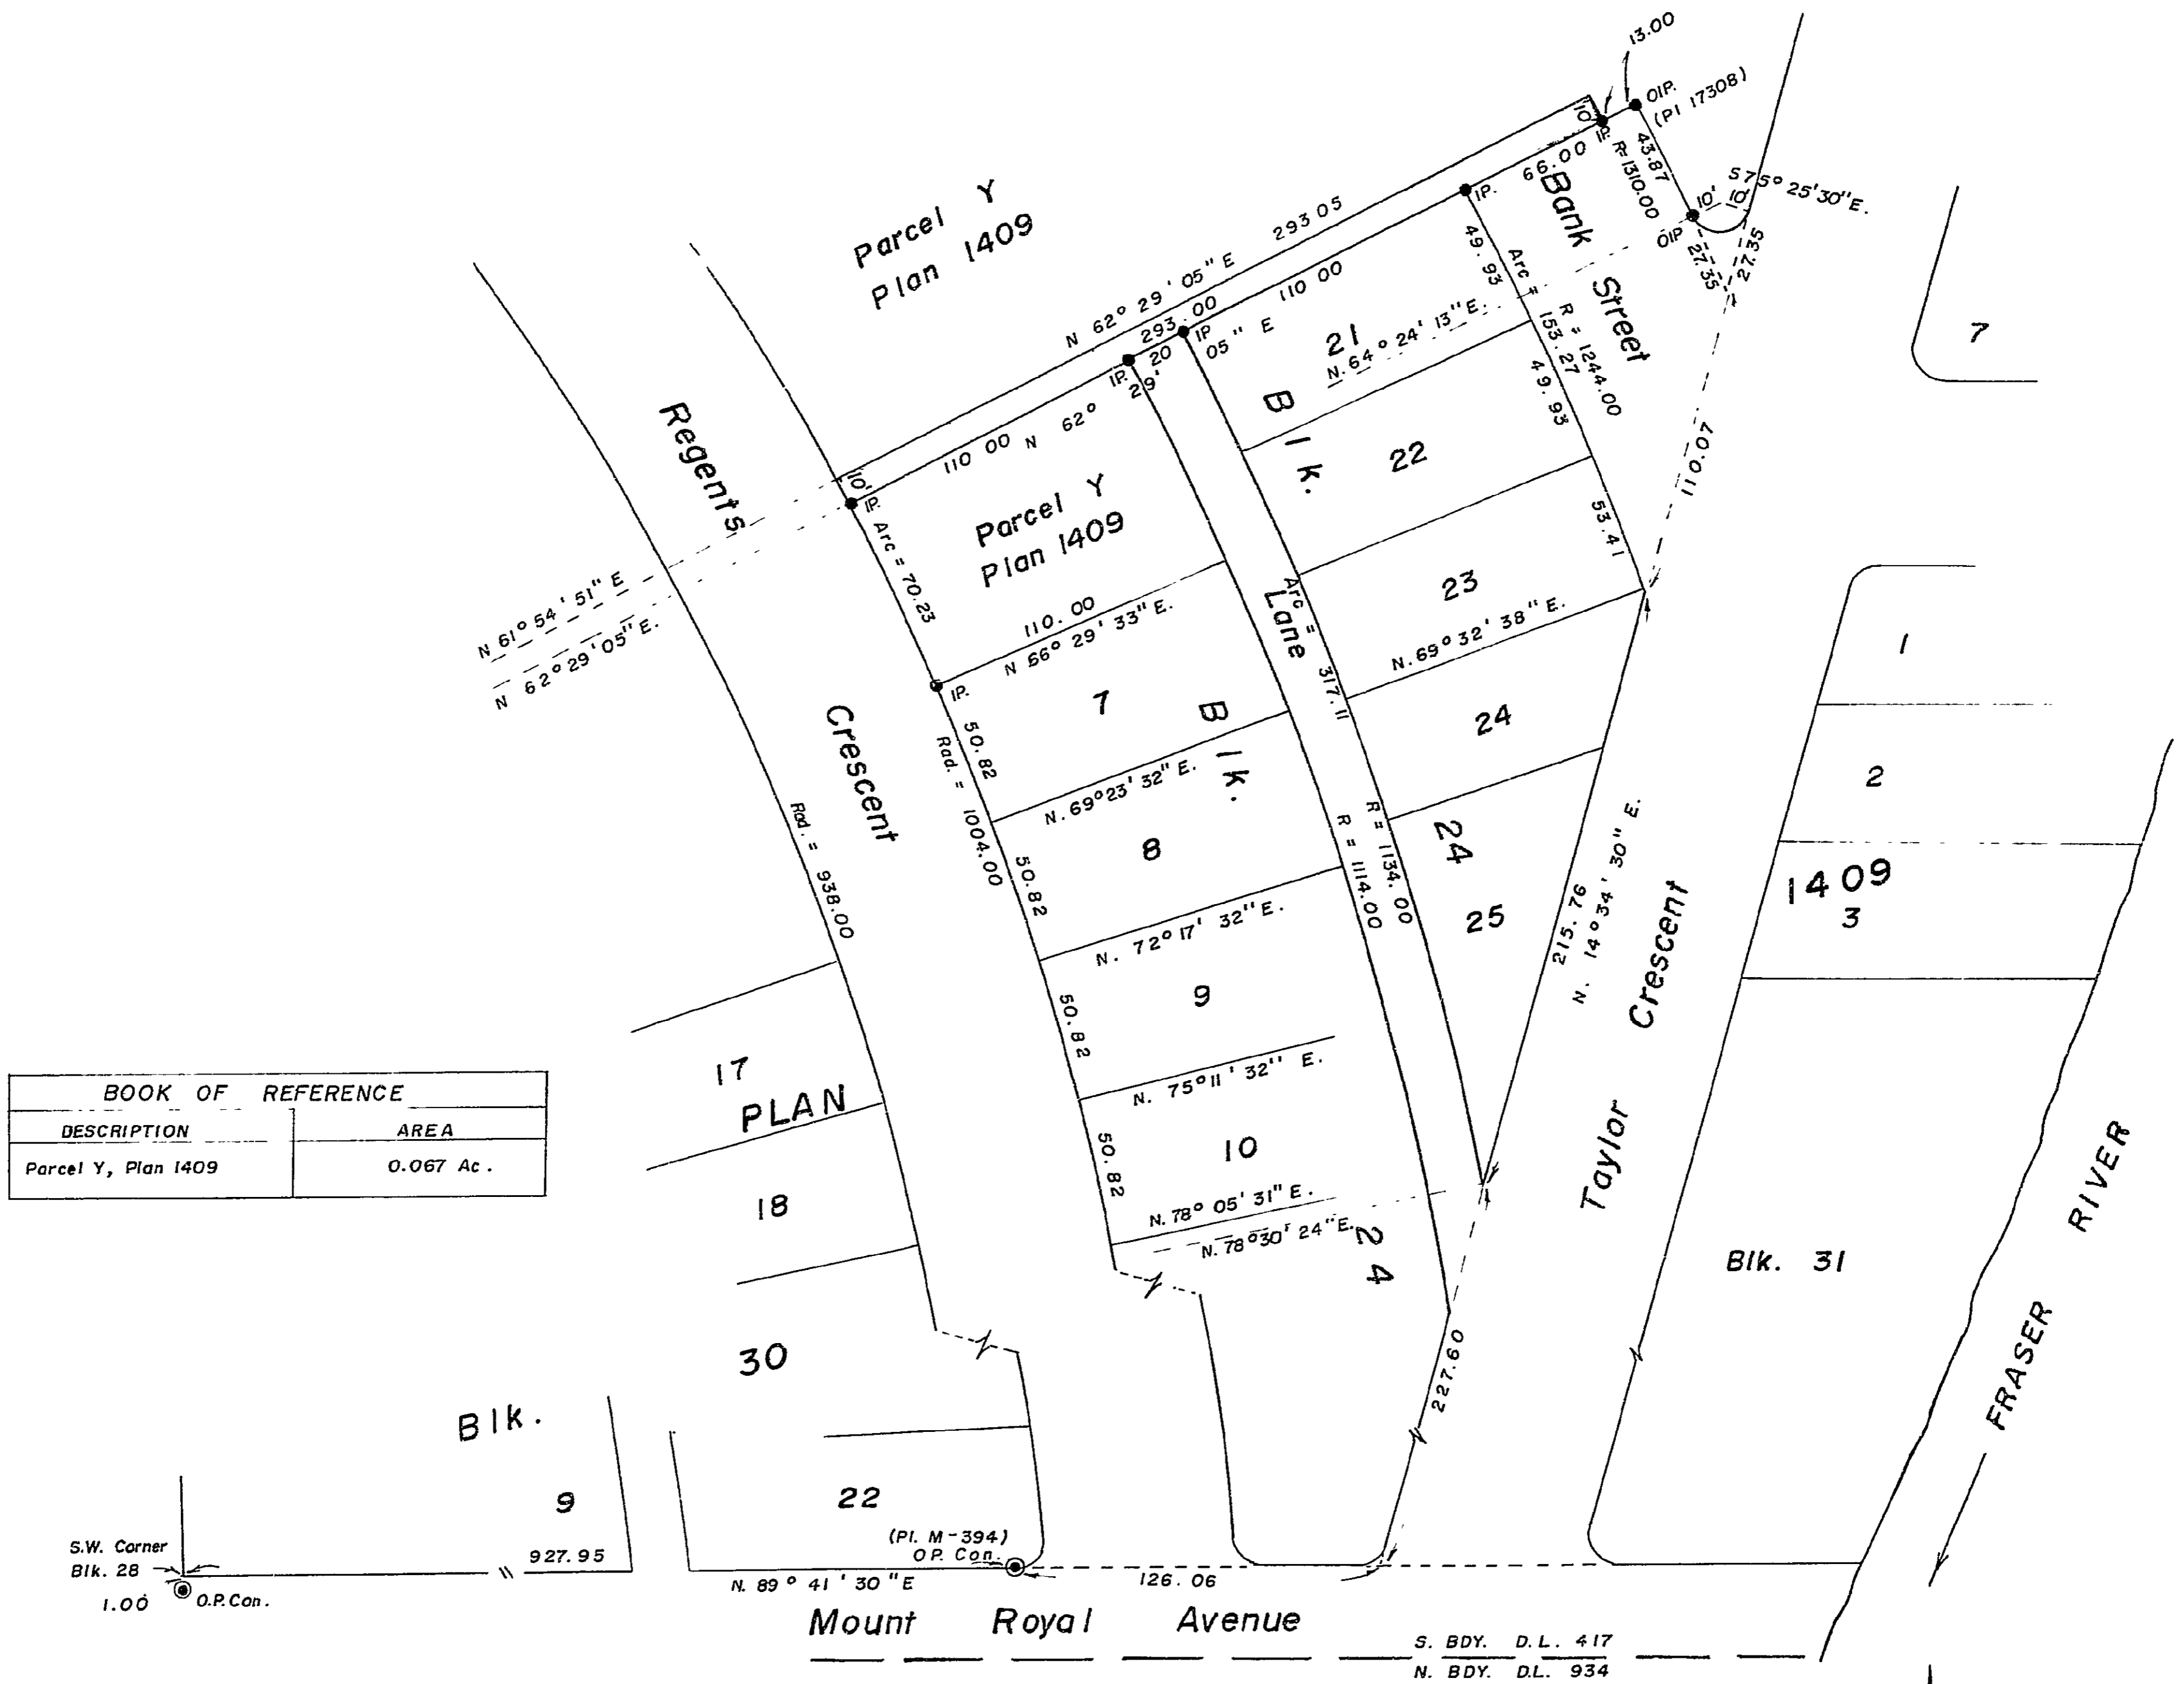 13.00
OIP.
(Pl 17308)
10'
IP.
66.00
R=1310.00
43.87
S 75° 25'30"E.
10'
10'
OIP
27.35
27.35
Bank Street
Parcel Y
Plan 1409
N 62° 29' 05" E 293 05
293.00
110 00
IP.
49.93
Arc = 153.27
R = 1244.00
7
IP
20
IP.
N 62° 29' 05" E
110 00
21
N. 64° 24' 13"E.
49.93
Blk.
22
110.07
Regents
Crescent
10'
IP.
Arc = 70.23
Parcel Y
Plan 1409
53.41
N 61° 54' 51" E
N 62° 29' 05" E.
110.00
N 66° 29' 33" E.
Lane
Arc = 317.11
23
N. 69° 32' 38" E.
1
IP.
7
Blk.
24
50.82
Rad. = 1004.00
N. 69° 23' 32" E.
2
Rad. = 938.00
8
R = 1114.00
R = 1134.00
24
50.82
1409
3
25
215.76
N. 14° 34' 30" E.
N. 72° 17' 32" E.
Taylor Crescent
9
50.82
17
PLAN
N. 75° 11' 32" E.
BOOK OF REFERENCE
DESCRIPTION AREA
Parcel Y, Plan 1409 0.067 Ac.
10
50.82
18
N. 78° 05' 31" E.
N. 78° 30' 24" E.
24
Blk. 31
FRASER RIVER
30
227.60
Blk.
9
22
(Pl. M-394)
O.P. Con.
S.W. Corner
Blk. 28
1.00
O.P. Con.
927.95
N. 89° 41' 30" E
126.06
Mount Royal Avenue
S. BDY. D.L. 417
N. BDY. D.L. 934